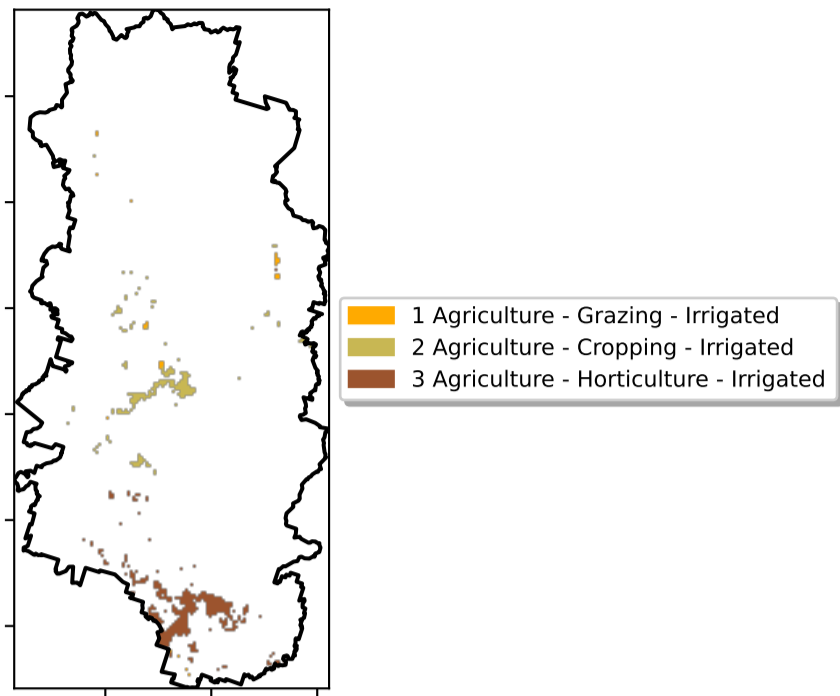 1 Agriculture - Grazing - Irrigated
2 Agriculture - Cropping - Irrigated
3 Agriculture - Horticulture - Irrigated